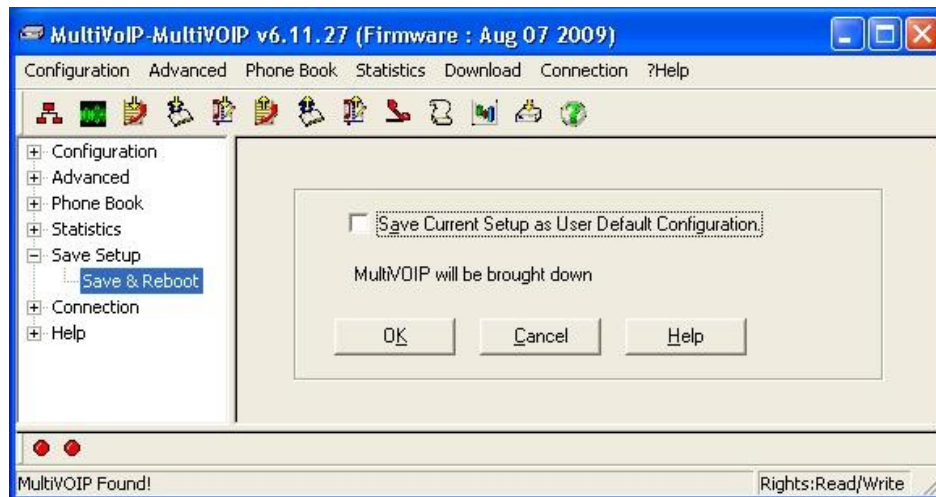 MultiVoIP-MultiVOIP v6.11.27 (Firmware : Aug 07 2009)
Configuration Advanced Phone Book Statistics Download Connection ?Help
Configuration
Advanced
Phone Book
Statistics
Save Setup
Save & Reboot
Connection
Help
Save Current Setup as User Default Configuration.
MultiVOIP will be brought down
OK Cancel Help
MultiVOIP Found! Rights:Read/Write